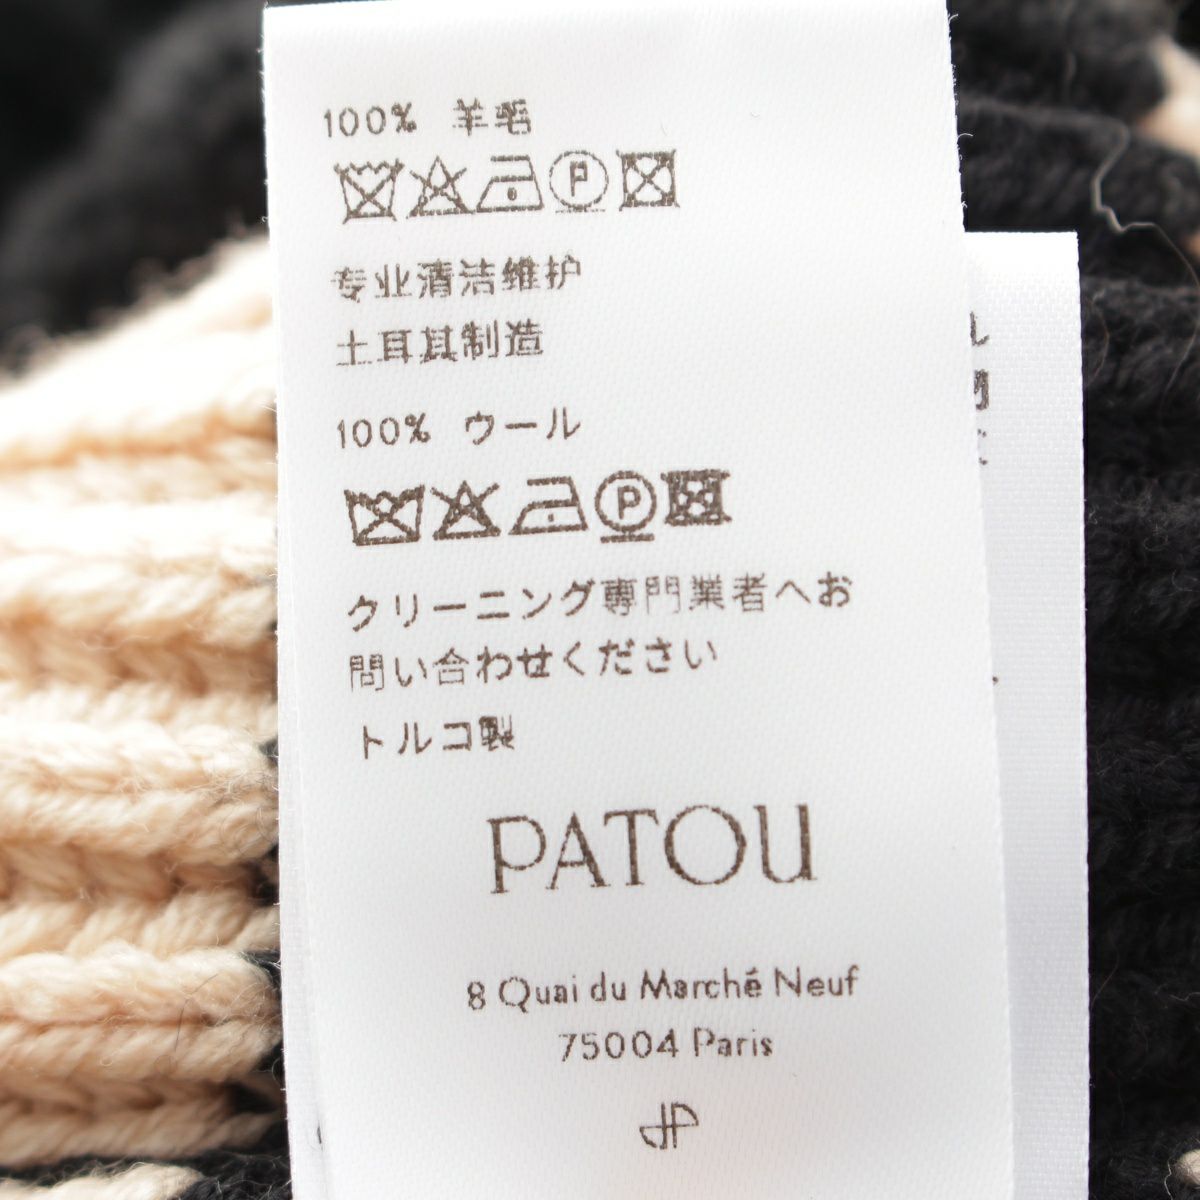 100% 羊毛
P
专业清洁维护
土耳其制造
100% ウール
P
クリーニング専門業者へお
問い合わせください
トルコ製
PATOU
8 Quai du Marché Neuf
75004 Paris
JP